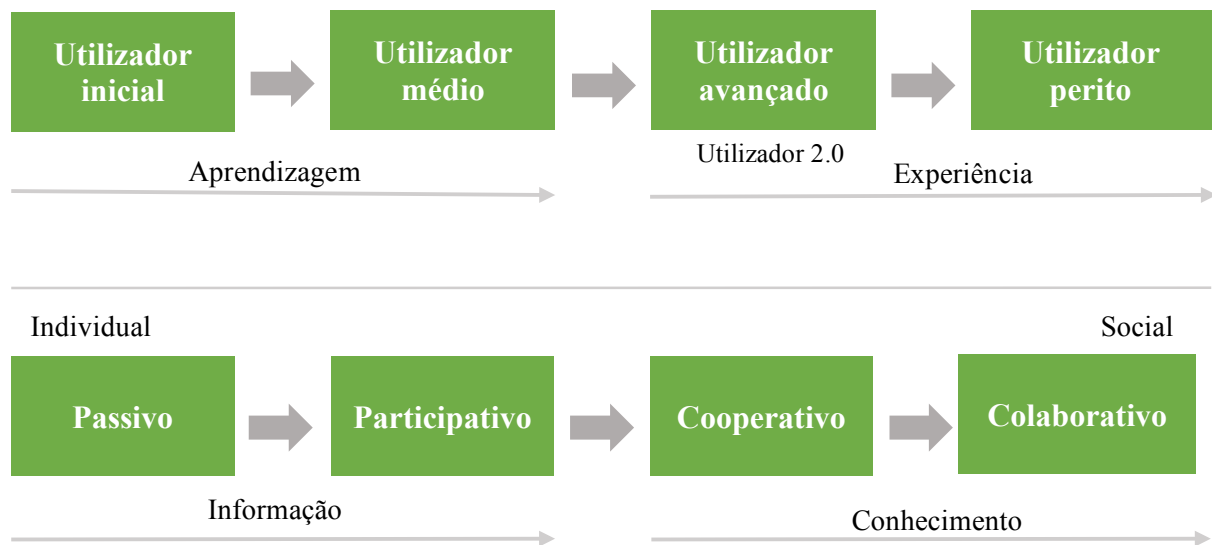 Utilizador
inicial
Utilizador
médio
Utilizador
avançado
Utilizador
perito
Utilizador 2.0
Aprendizagem
Experiência
Individual
Social
Passivo
Participativo
Cooperativo
Colaborativo
Informação
Conhecimento